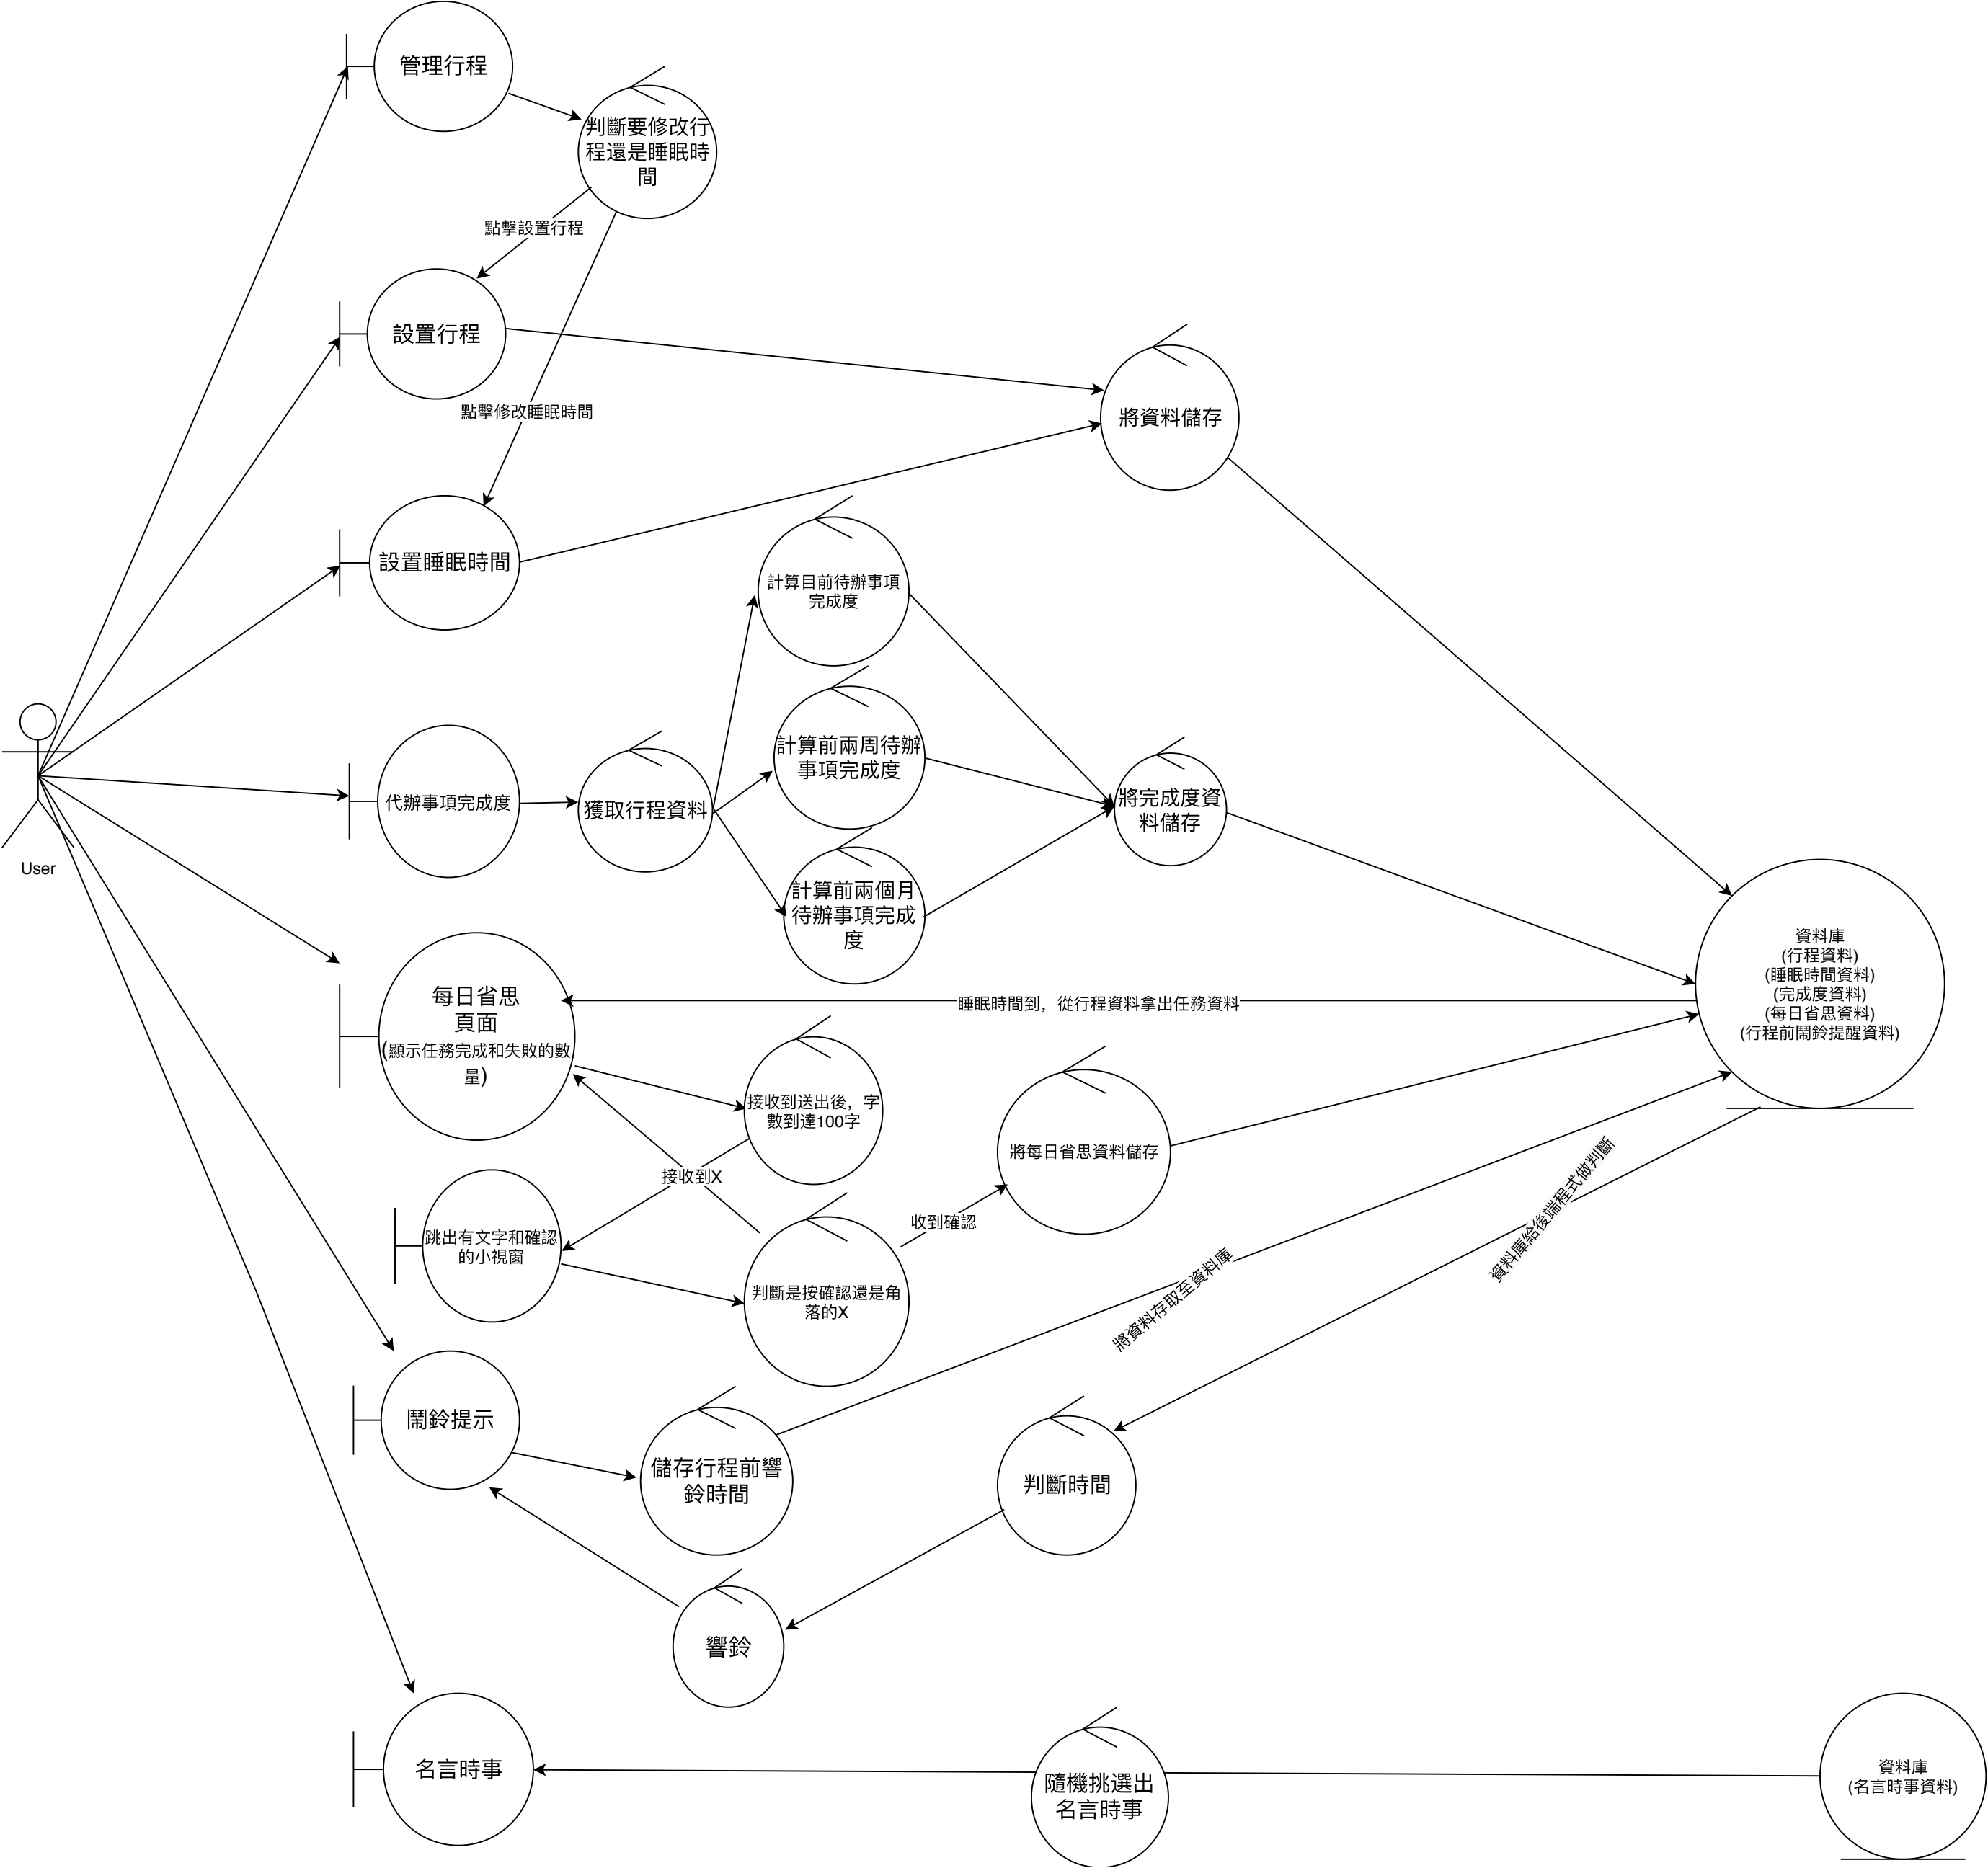 管理行程
判斷要修改行
程還是睡眠時
間
點擊設置行程
設置行程
將資料儲存
點擊修改睡眠時間
設置睡眠時間
計算目前待辦事項
完成度
User
代辦事項完成度
獲取行程資料
計算前兩周待辦
事項完成度
將完成度資
料儲存
計算前兩個月
待辦事項完成
度
資料庫
(行程資料)
(睡眠時間資料)
(完成度資料)
(每日省思資料)
(行程前鬧鈴提醒資料)
每日省思
頁面
(顯示任務完成和失敗的數
量)
睡眠時間到，從行程資料拿出任務資料
接收到送出後，字
數到達100字
將每日省思資料儲存
接收到X
跳出有文字和確認
的小視窗
收到確認
判斷是按確認還是角
落的X
將資料存取至資料庫
資料庫給後端程式做判斷
鬧鈴提示
儲存行程前響
鈴時間
判斷時間
響鈴
名言時事
隨機挑選出
名言時事
資料庫
(名言時事資料)